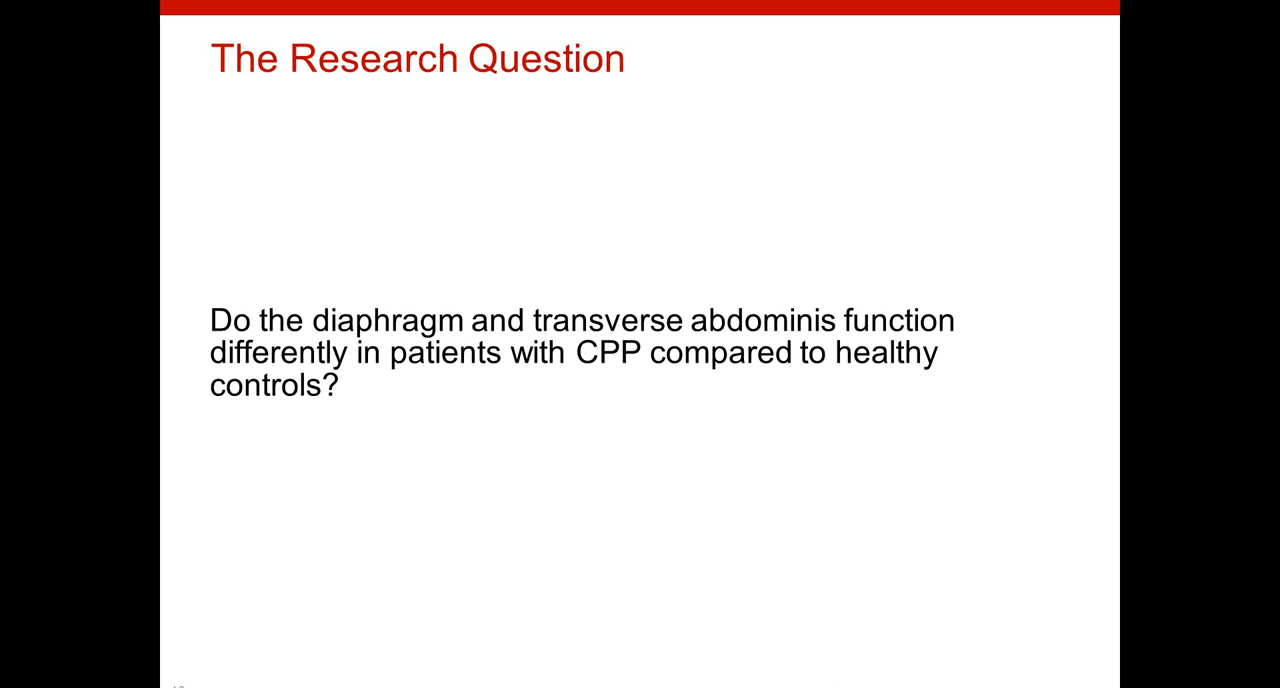 The Research Question
Do the diaphragm and transverse abdominis function
differently in patients with CPP compared to healthy
controls?